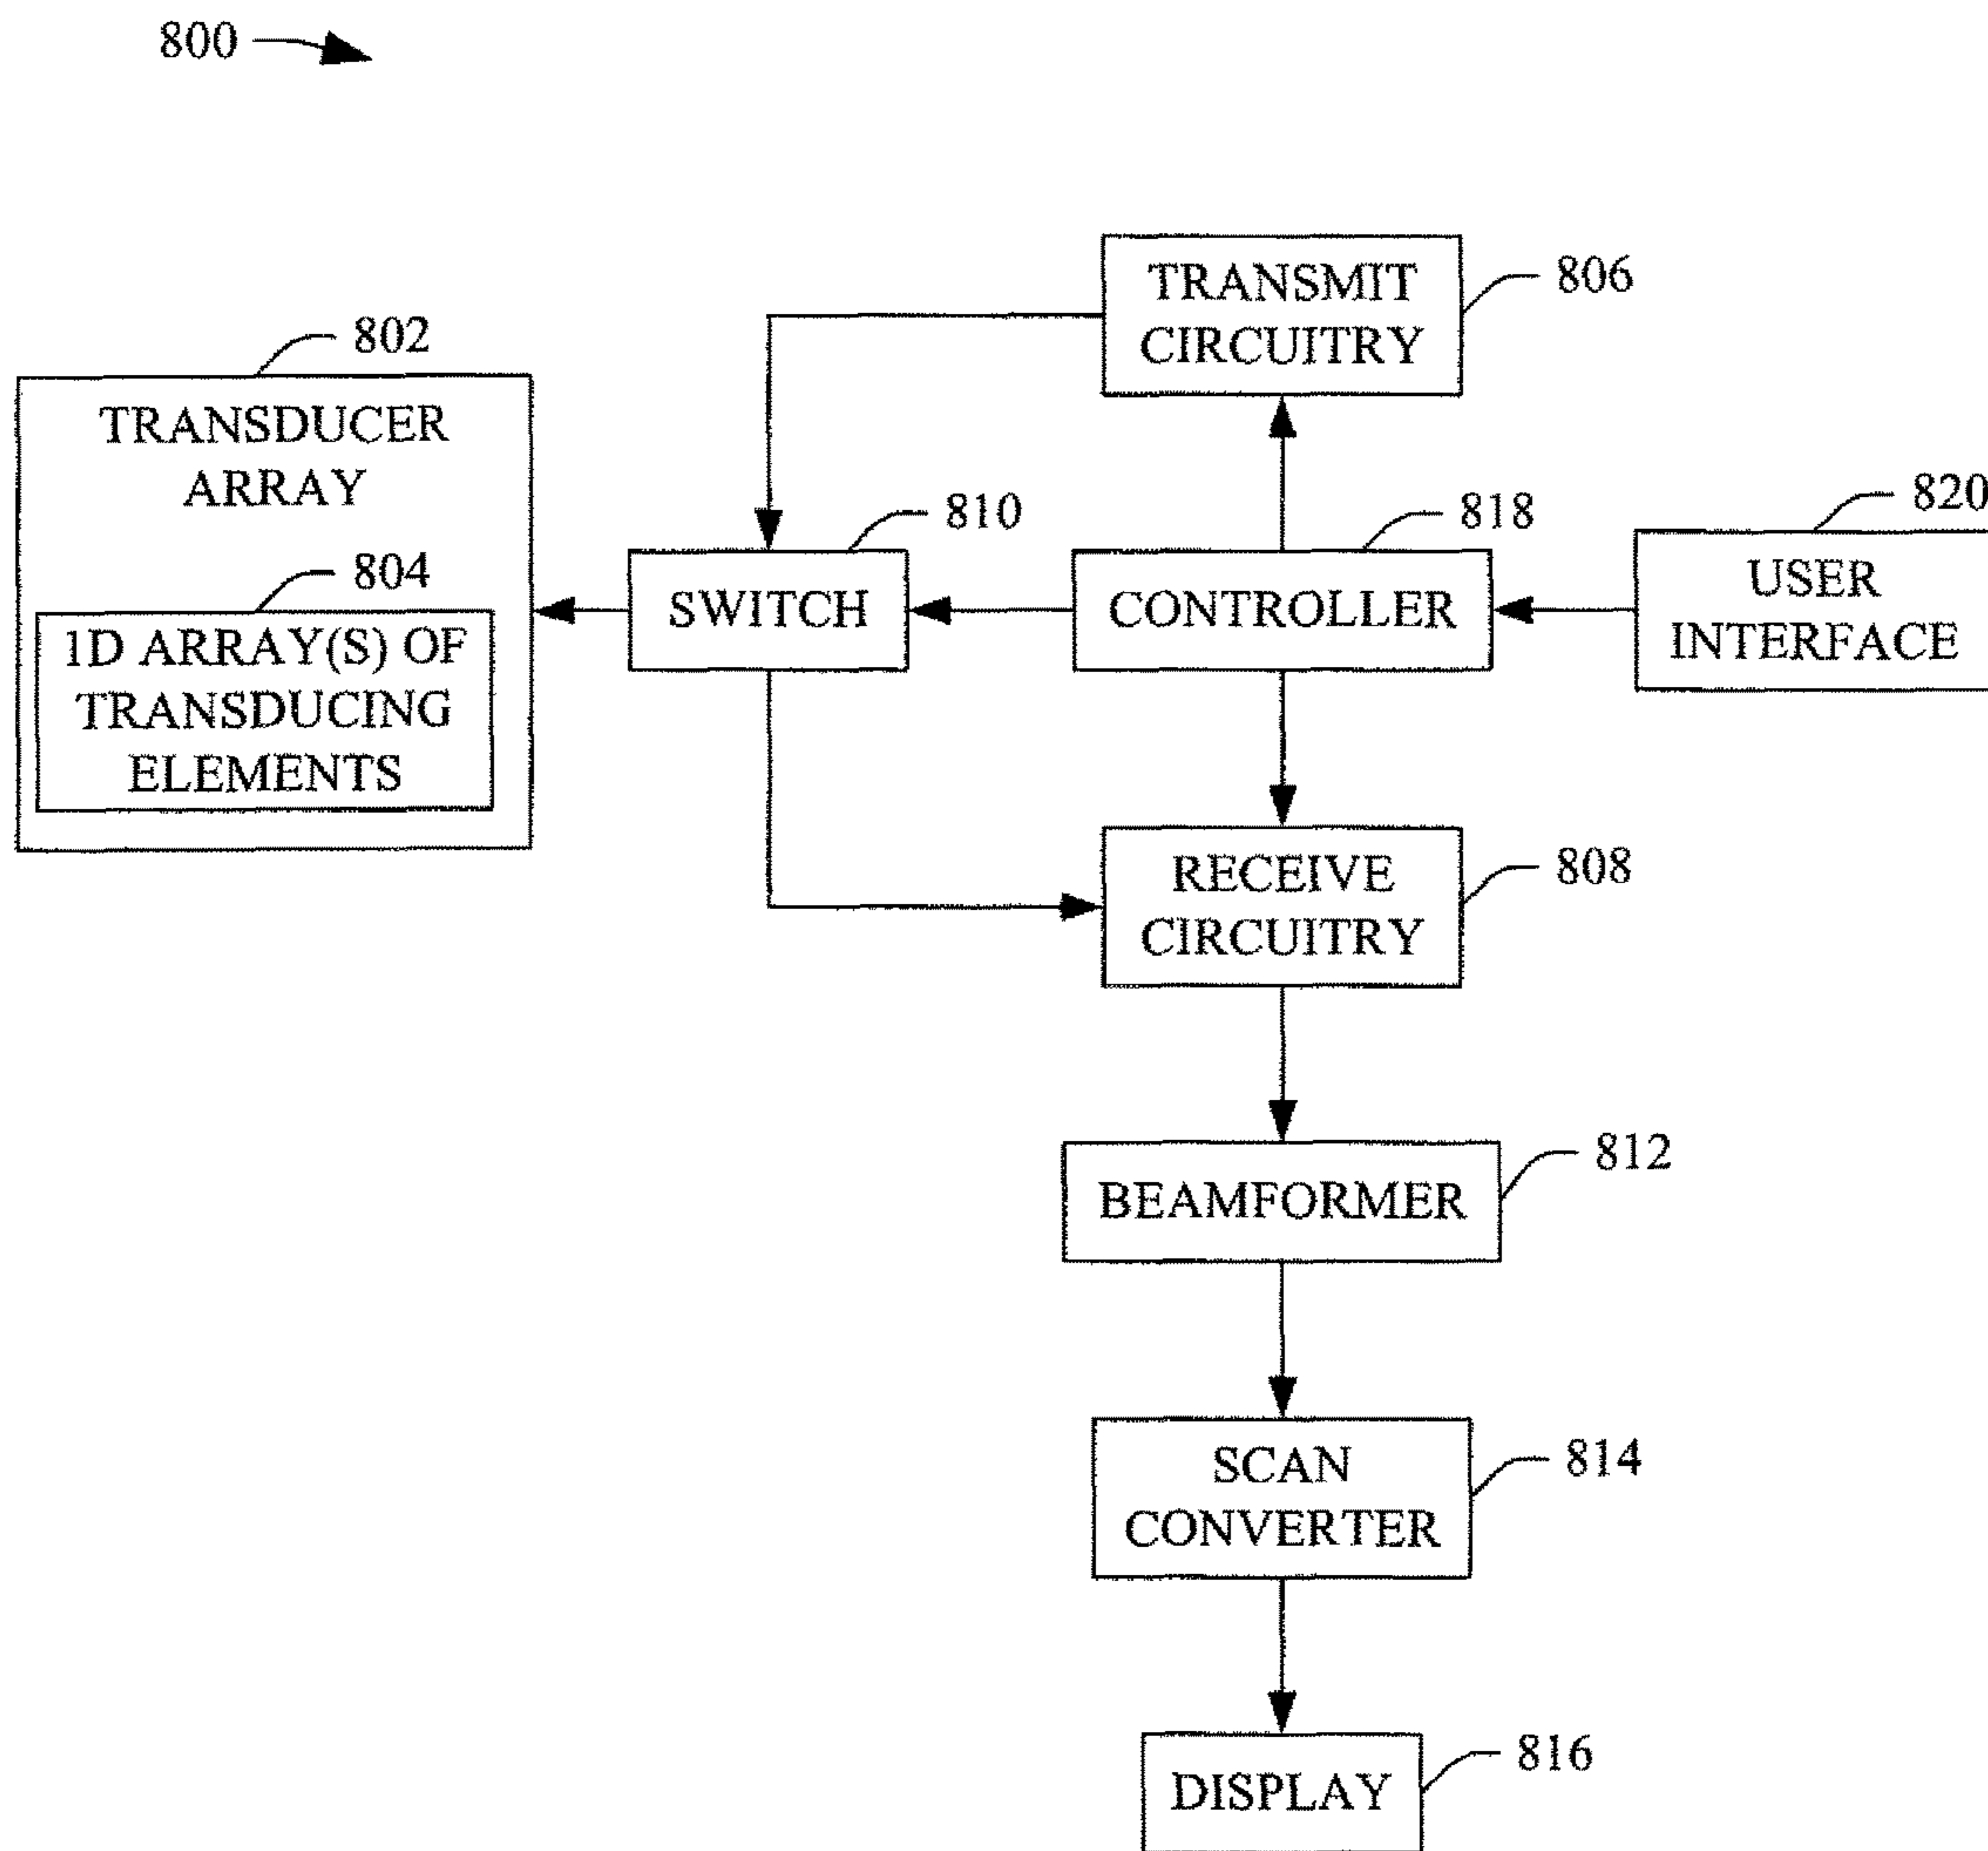 800
806
TRANSMIT
CIRCUITRY
802
TRANSDUCER
ARRAY
804
1D ARRAY(S) OF
TRANSDUCING
ELEMENTS
810
SWITCH
818
CONTROLLER
820
USER
INTERFACE
808
RECEIVE
CIRCUITRY
812
BEAMFORMER
814
SCAN
CONVERTER
816
DISPLAY